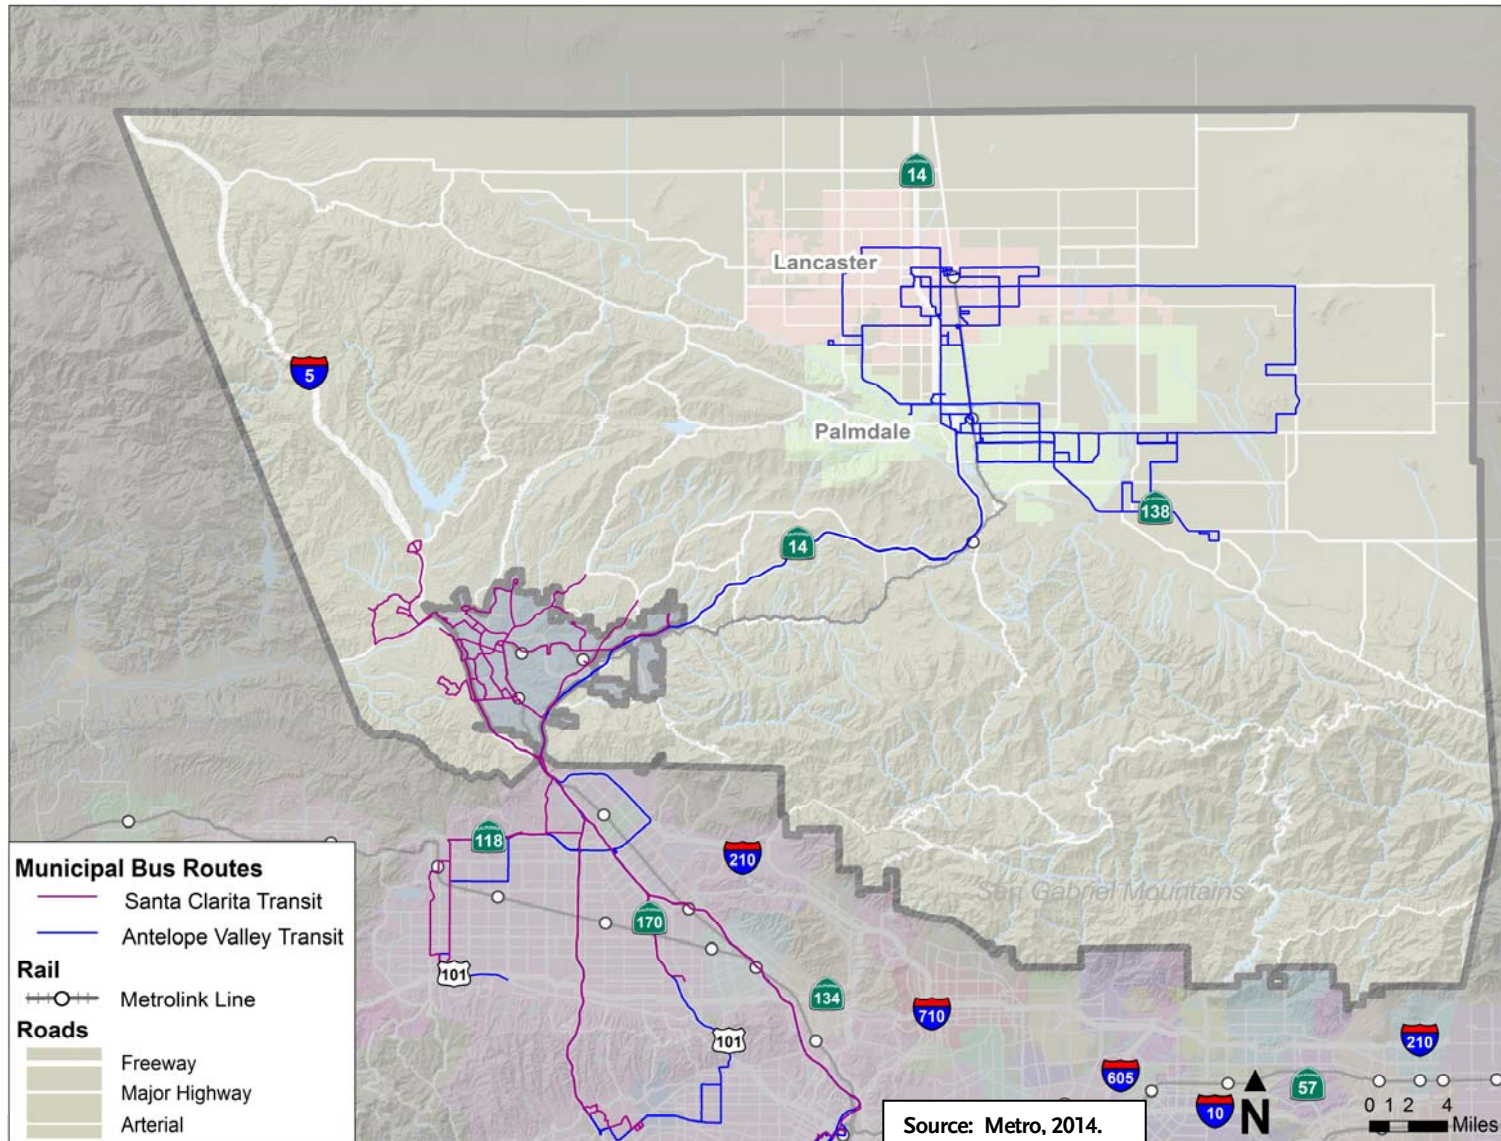 14
Lancaster
5
Palmdale
138
14
118
210
San Gabriel Mountains
170
101
134
710
101
210
605
57
10
N
0 1 2 4
Miles
Municipal Bus Routes
Santa Clarita Transit
Antelope Valley Transit
Rail
Metrolink Line
Roads
Freeway
Major Highway
Arterial
Source: Metro, 2014.